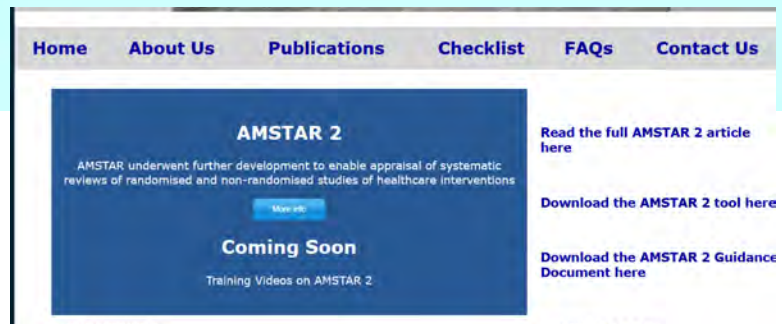 Home About Us Publications Checklist FAQs Contact Us
AMSTAR 2
AMSTAR underwent further development to enable appraisal of systematic
reviews of randomised and non-randomised studies of healthcare interventions
More info
Coming Soon
Training Videos on AMSTAR 2
Read the full AMSTAR 2 article
here
Download the AMSTAR 2 tool here
Download the AMSTAR 2 Guidance
Document here